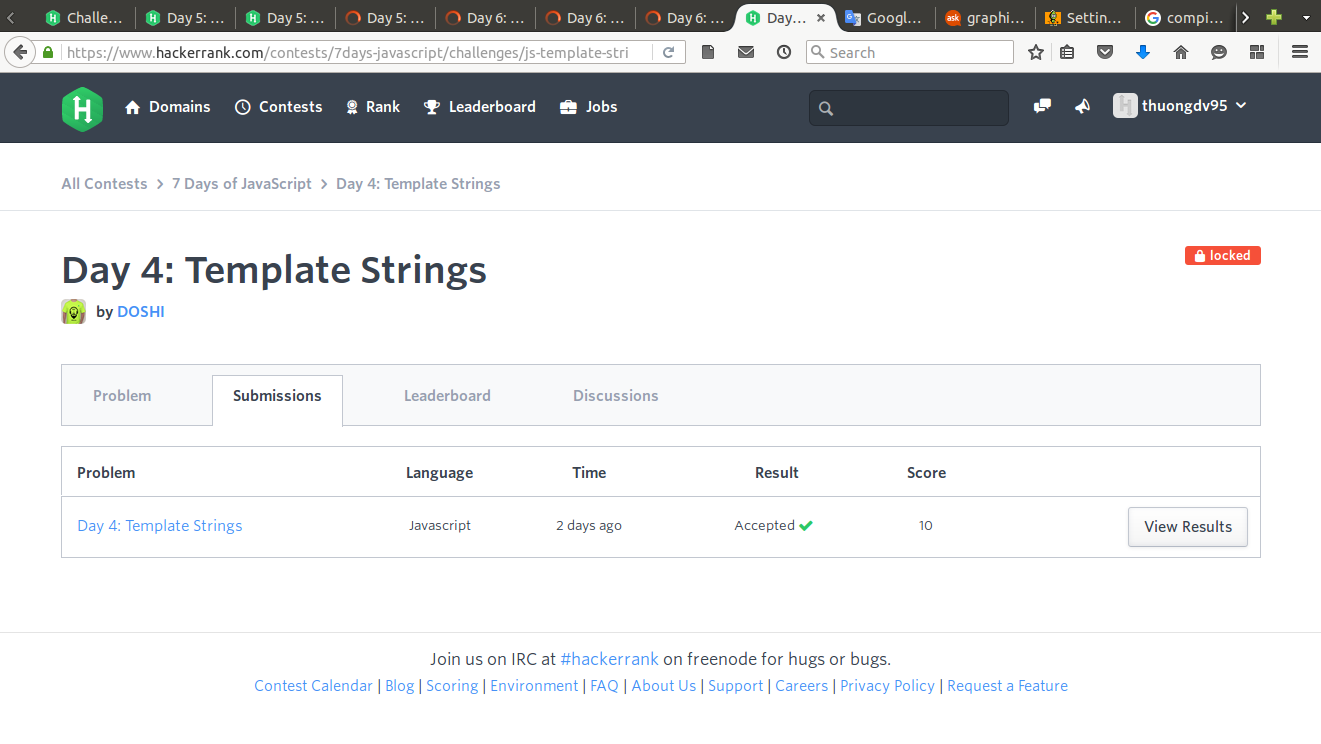 Challe... Day 5: ... Day 5: ... Day 5: ... Day 6: ... Day 6: ... Day 6: ... Day... × Googl... ask graphi... Settin... compi...
https://www.hackerrank.com/contests/7days-javascript/challenges/js-template-stri Search
H Domains Contests Rank Leaderboard Jobs thuongdv95
All Contests > 7 Days of JavaScript > Day 4: Template Strings
Day 4: Template Strings locked
by DOSHI
Problem Submissions Leaderboard Discussions
Problem Language Time Result Score
Day 4: Template Strings Javascript 2 days ago Accepted 10 View Results
Join us on IRC at #hackerrank on freenode for hugs or bugs.
Contest Calendar | Blog | Scoring | Environment | FAQ | About Us | Support | Careers | Privacy Policy | Request a Feature